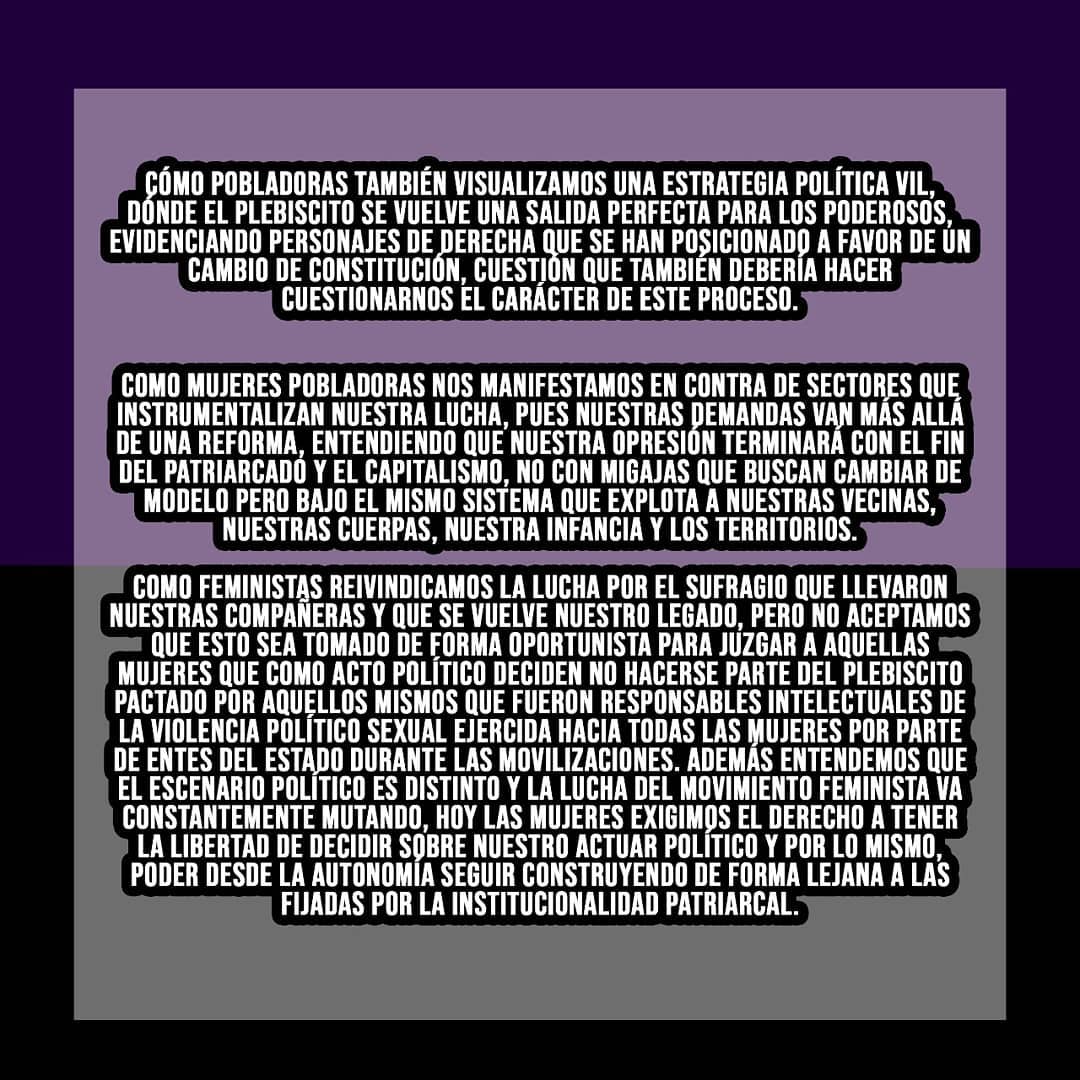 CÓMO POBLADORAS TAMBIÉN VISUALIZAMOS UNA ESTRATEGIA POLÍTICA VIL,
DÓNDE EL PLEBISCITO SE VUELVE UNA SALIDA PERFECTA PARA LOS PODEROSOS,
EVIDENCIANDO PERSONAJES DE DERECHA QUE SE HAN POSICIONADO A FAVOR DE UN
CAMBIO DE CONSTITUCIÓN, CUESTIÓN QUE TAMBIÉN DEBERÍA HACER
CUESTIONARNOS EL CARÁCTER DE ESTE PROCESO.
COMO MUJERES POBLADORAS NOS MANIFESTAMOS EN CONTRA DE SECTORES QUE
INSTRUMENTALIZAN NUESTRA LUCHA, PUES NUESTRAS DEMANDAS VAN MÁS ALLÁ
DE UNA REFORMA, ENTENDIENDO QUE NUESTRA OPRESIÓN TERMINARÁ CON EL FIN
DEL PATRIARCADO Y EL CAPITALISMO, NO CON MIGAJAS QUE BUSCAN CAMBIAR DE
MODELO PERO BAJO EL MISMO SISTEMA QUE EXPLOTA A NUESTRAS VECINAS,
NUESTRAS CUERPAS, NUESTRA INFANCIA Y LOS TERRITORIOS.
COMO FEMINISTAS REIVINDICAMOS LA LUCHA POR EL SUFRAGIO QUE LLEVARON
NUESTRAS COMPAÑERAS Y QUE SE VUELVE NUESTRO LEGADO, PERO NO ACEPTAMOS
QUE ESTO SEA TOMADO DE FORMA OPORTUNISTA PARA JUZGAR A AQUELLAS
MUJERES QUE COMO ACTO POLÍTICO DECIDEN NO HACERSE PARTE DEL PLEBISCITO
PACTADO POR AQUELLOS MISMOS QUE FUERON RESPONSABLES INTELECTUALES DE
LA VIOLENCIA POLÍTICO SEXUAL EJERCIDA HACIA TODAS LAS MUJERES POR PARTE
DE ENTES DEL ESTADO DURANTE LAS MOVILIZACIONES. ADEMÁS ENTENDEMOS QUE
EL ESCENARIO POLÍTICO ES DISTINTO Y LA LUCHA DEL MOVIMIENTO FEMINISTA VA
CONSTANTEMENTE MUTANDO, HOY LAS MUJERES EXIGIMOS EL DERECHO A TENER
LA LIBERTAD DE DECIDIR SOBRE NUESTRO ACTUAR POLÍTICO Y POR LO MISMO,
PODER DESDE LA AUTONOMÍA SEGUIR CONSTRUYENDO DE FORMA LEJANA A LAS
FIJADAS POR LA INSTITUCIONALIDAD PATRIARCAL.